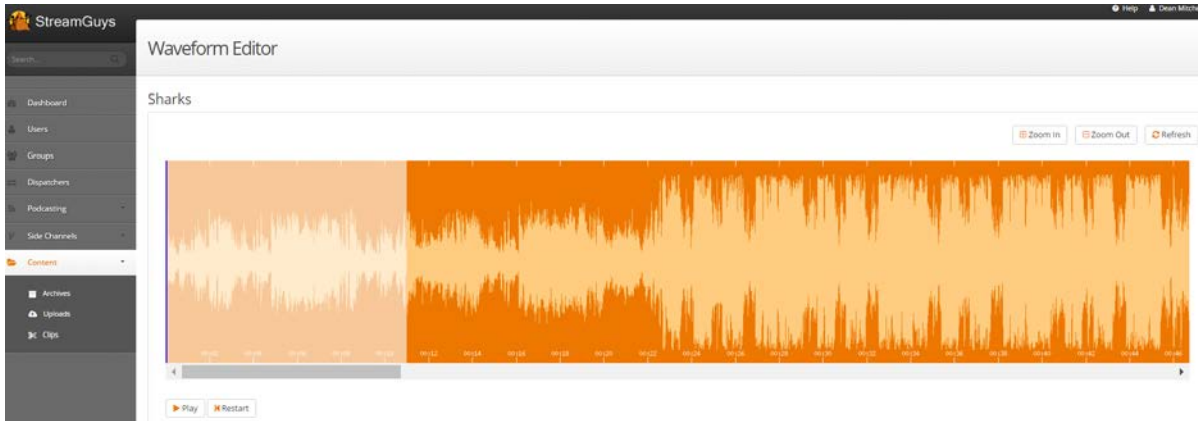 StreamGuys
Help Dean Mitche
Search...
Waveform Editor
Dashboard
Users
Groups
Dispatchers
Podcasting
Side Channels
Content
Archives
Uploads
Clips
Sharks
Zoom In Zoom Out Refresh
00:12 00:14 00:16 00:18 00:20 00:22 00:24 00:26 00:28 00:30 00:32 00:34 00:36 00:38 00:40 00:42 00:44 00:46
Play Restart